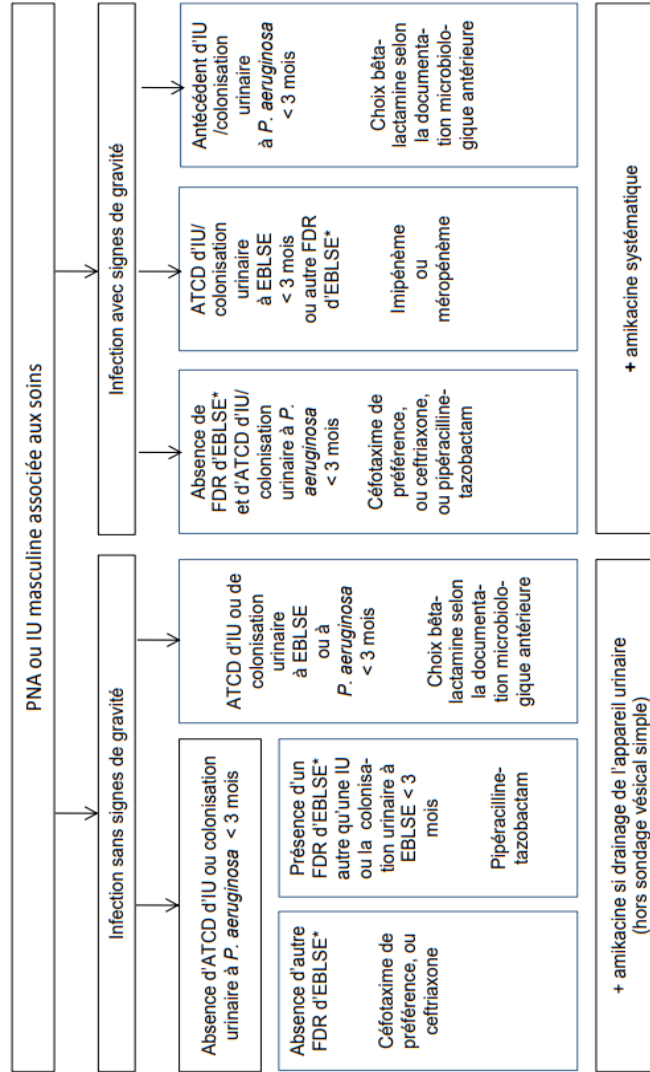 PNA ou IU masculine associée aux soins
Infection sans signes de gravité
Absence d'ATCD d'IU ou colonisation
urinaire à P. aeruginosa < 3 mois
Absence d'autre
FDR d'EBLSE*
Céfotaxime de
préférence, ou
ceftriaxone
Présence d'un
FDR d'EBLSE*
autre qu'une IU
ou la colonisa-
tion urinaire à
EBLSE < 3
mois
Pipéracilline-
tazobactam
ATCD d'IU ou de
colonisation
urinaire
à EBLSE
ou à
P. aeruginosa
< 3 mois
Choix bêta-
lactamine selon
la documenta-
tion microbiolo-
gique antérieure
+ amikacine si drainage de l'appareil urinaire
(hors sondage vésical simple)
Infection avec signes de gravité
Absence de
FDR d'EBLSE*
et d'ATCD d'IU/
colonisation
urinaire à P.
aeruginosa
< 3 mois
Céfotaxime de
préférence,
ou ceftriaxone,
ou pipéracilline-
tazobactam
ATCD d'IU/
colonisation
urinaire
à EBLSE
< 3 mois
ou autre FDR
d'EBLSE*
Imipénème
ou
méropénème
Antécédent d'IU
/colonisation
urinaire
à P. aeruginosa
< 3 mois
Choix bêta-
lactamine selon
la documenta-
tion microbiolo-
gique antérieure
+ amikacine systématique